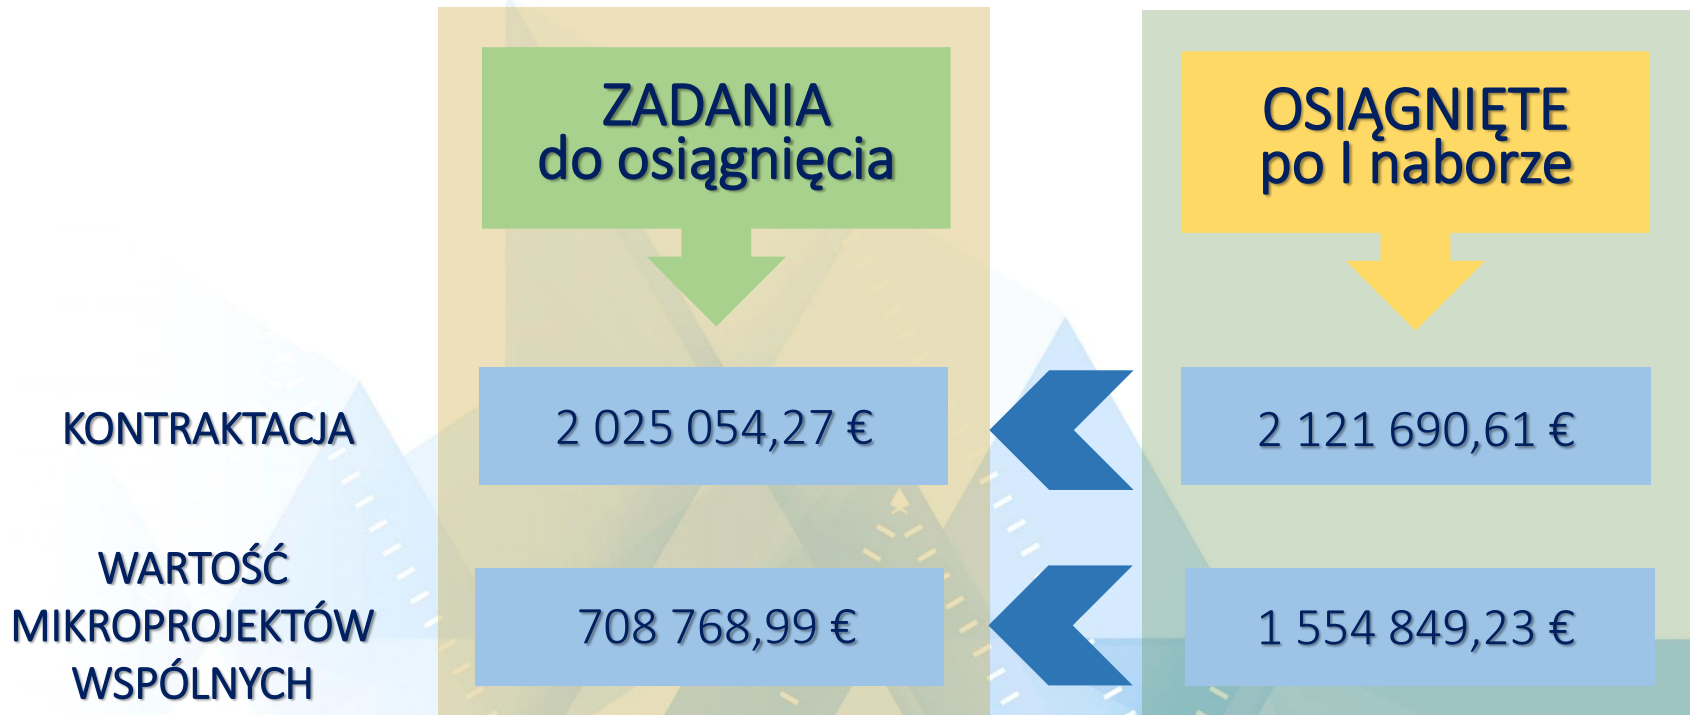 ZADANIA
do osiągnięcia
OSIĄGNIĘTE
po I naborze
KONTRAKTACJA
2 025 054,27 €
2 121 690,61 €
WARTOŚĆ
MIKROPROJEKTÓW
WSPÓLNYCH
708 768,99 €
1 554 849,23 €